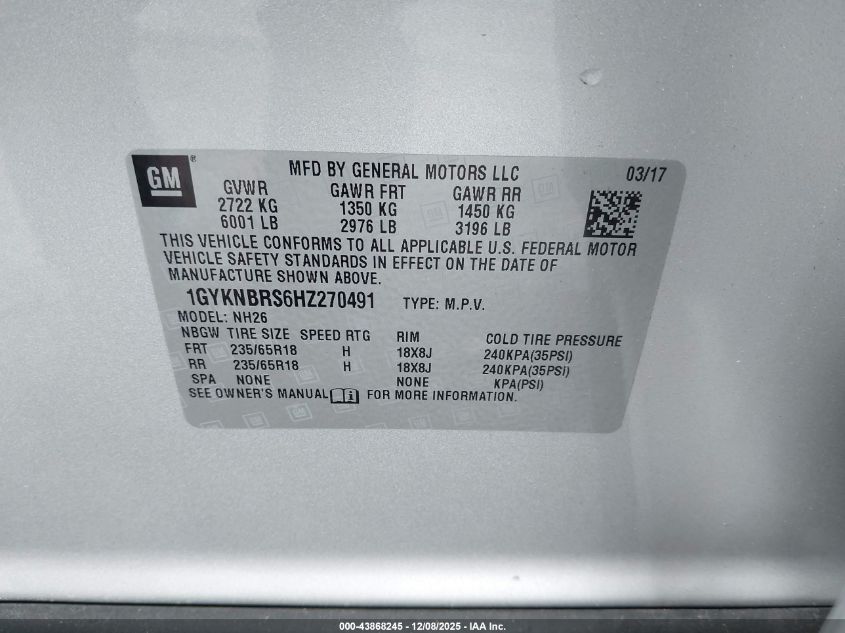 GM®
MFD BY GENERAL MOTORS LLC 03/17
GVWR GAWR FRT GAWR RR
2722 KG 1350 KG 1450 KG
6001 LB 2976 LB 3196 LB
THIS VEHICLE CONFORMS TO ALL APPLICABLE U.S. FEDERAL MOTOR
VEHICLE SAFETY STANDARDS IN EFFECT ON THE DATE OF
MANUFACTURE SHOWN ABOVE.
1GYKNBRS6HZ270491 TYPE: M.P.V.
MODEL: NH26
NBGW TIRE SIZE SPEED RTG RIM COLD TIRE PRESSURE
FRT 235/65R18 H 18X8J 240KPA(35PSI)
RR 235/65R18 H 18X8J 240KPA(35PSI)
SPA NONE NONE KPA(PSI)
SEE OWNER'S MANUAL FOR MORE INFORMATION.
000-43868245 - 12/08/2025 - IAA Inc.